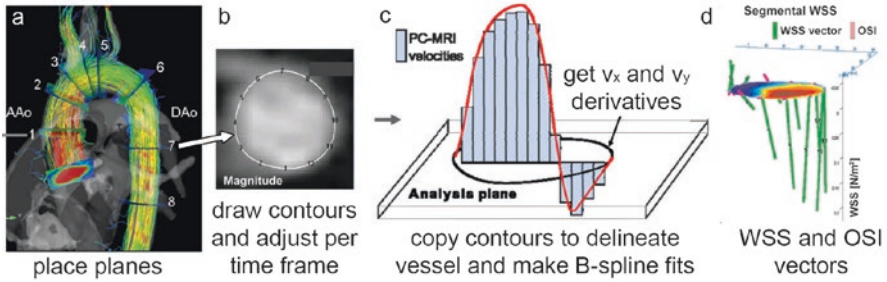 a
4
5
3
6
2
AAo
DAo
1
7
8
place planes
b
Magnitude
draw contours
and adjust per
time frame
c
PC-MRI
velocities
get vx and vy
derivatives
Analysis plane
copy contours to delineate
vessel and make B-spline fits
d
Segmental WSS
WSS vector OSI
WSS [N/m²]
WSS and OSI
vectors